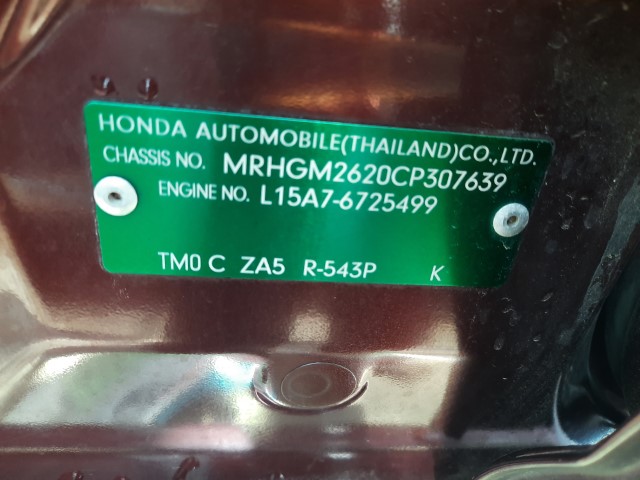 HONDA AUTOMOBILE(THAILAND)CO.,LTD.
CHASSIS NO. MRHGM2620CP307639
ENGINE NO. L15A7-6725499
TM0 C ZA5 R-543P K